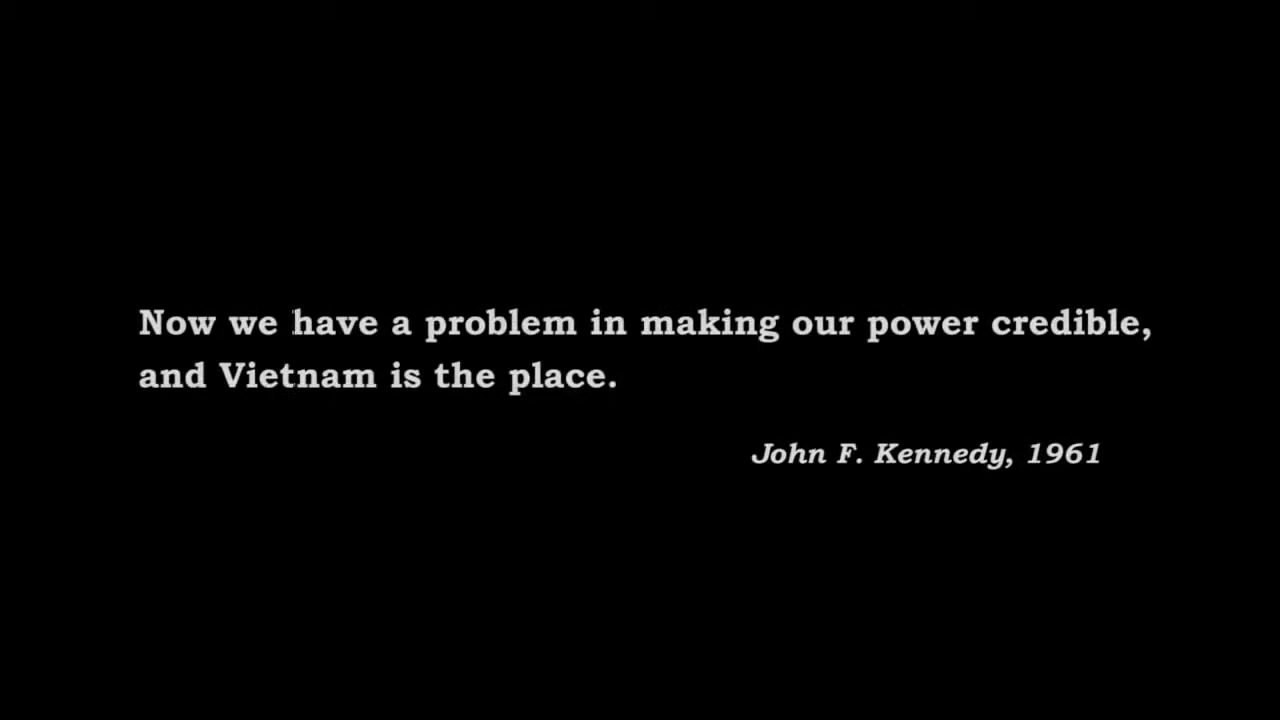 Now we have a problem in making our power credible,
and Vietnam is the place.
John F. Kennedy, 1961